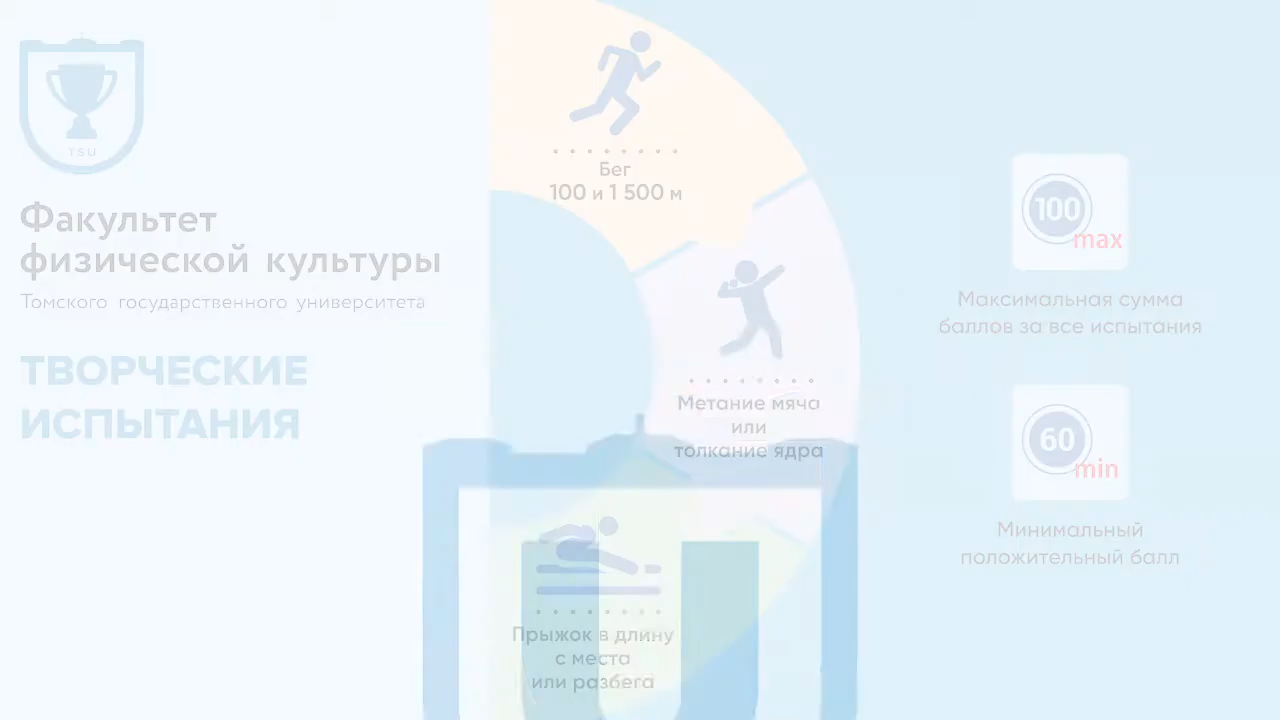 TSU
Факультет
физической культуры
Томского государственного университета
ТВОРЧЕСКИЕ
ИСПЫТАНИЯ
Бег
100 и 1 500 м
Метание мяча
или
толкание ядра
Прыжок в длину
с места
или разбега
100
max
Максимальная сумма
баллов за все испытания
60
min
Минимальный
положительный балл